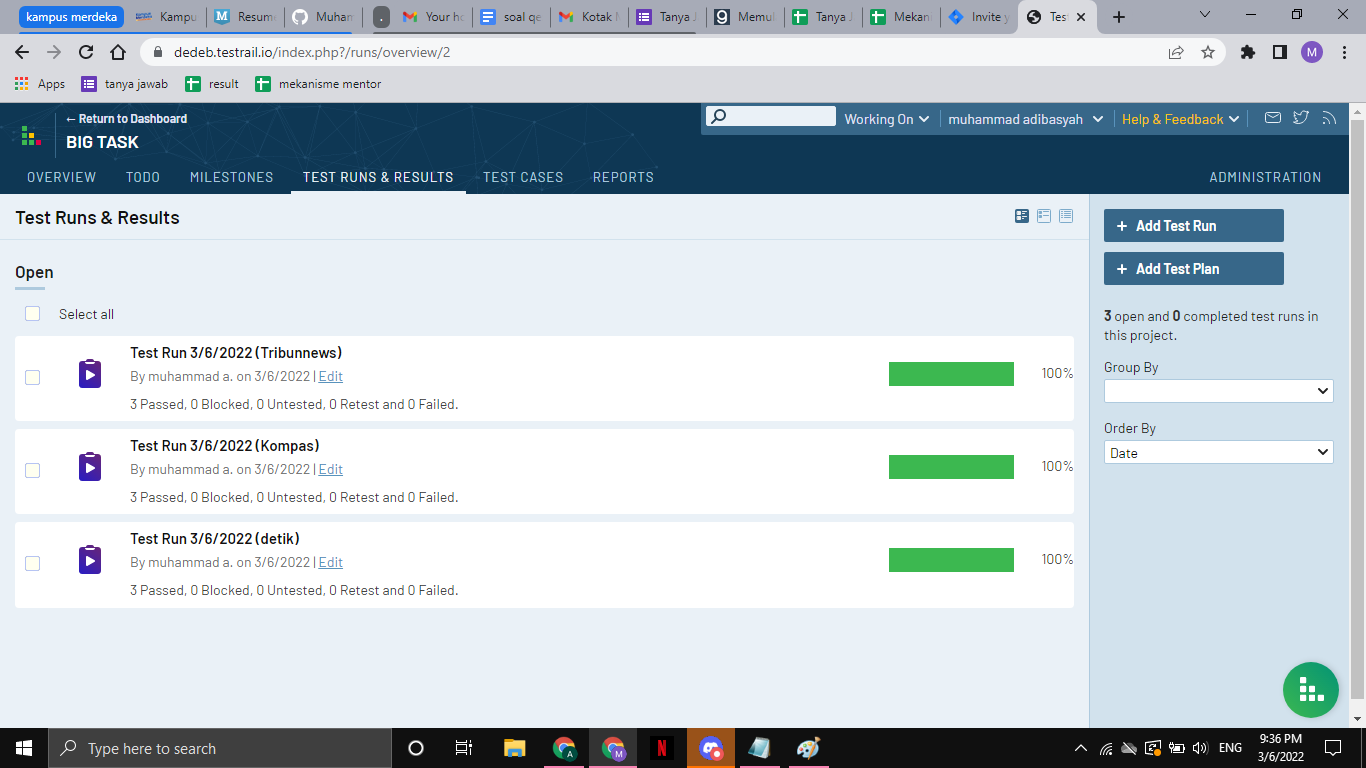 kampus merdeka
Kampu
Resum
Muham
.
Your ho
soal qe
Kotak
Tanya J
Memul
Tanya J
Mekan
Invite y
Test
dedeb.testrail.io/index.php?/runs/overview/2
M
Apps
tanya jawab
result
mekanisme mentor
← Return to Dashboard
BIG TASK
Working On
muhammad adibasyah
Help & Feedback
OVERVIEW
TODO
MILESTONES
TEST RUNS & RESULTS
TEST CASES
REPORTS
ADMINISTRATION
Test Runs & Results
Open
Select all
Test Run 3/6/2022 (Tribunnews)
By muhammad a. on 3/6/2022 | Edit
3 Passed, 0 Blocked, 0 Untested, 0 Retest and 0 Failed.
100%
Test Run 3/6/2022 (Kompas)
By muhammad a. on 3/6/2022 | Edit
3 Passed, 0 Blocked, 0 Untested, 0 Retest and 0 Failed.
100%
Test Run 3/6/2022 (detik)
By muhammad a. on 3/6/2022 | Edit
3 Passed, 0 Blocked, 0 Untested, 0 Retest and 0 Failed.
100%
+ Add Test Run
+ Add Test Plan
3 open and 0 completed test runs in
this project.
Group By
Order By
Date
Type here to search
A
M
N
ENG
9:36 PM
3/6/2022